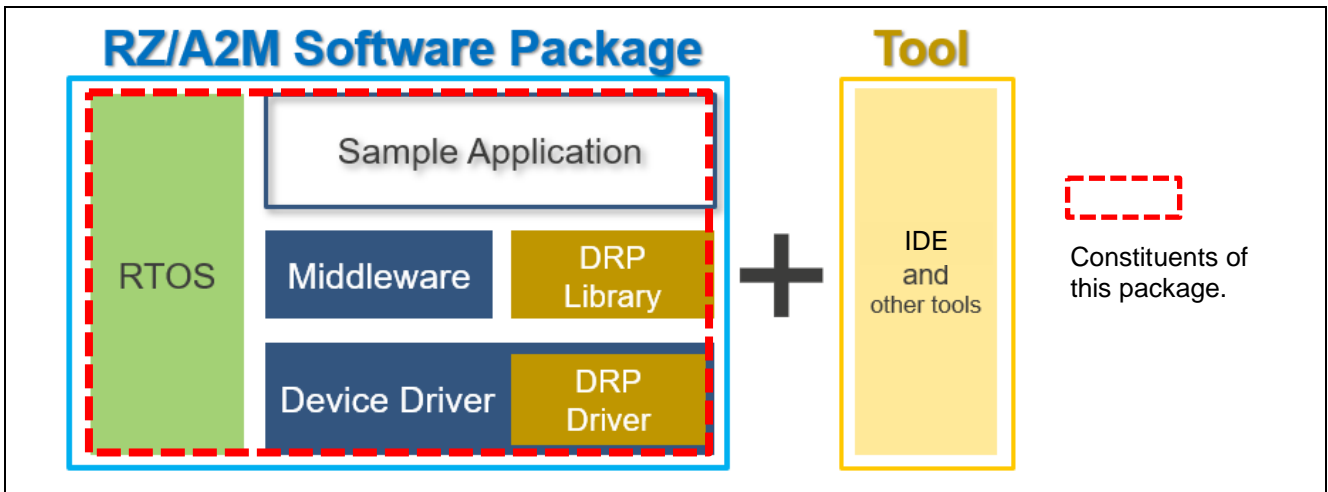 RZ/A2M Software Package
Tool
RTOS
Sample Application
Middleware
DRP
Library
Device Driver
DRP
Driver
+
IDE
and
other tools
Constituents of
this package.